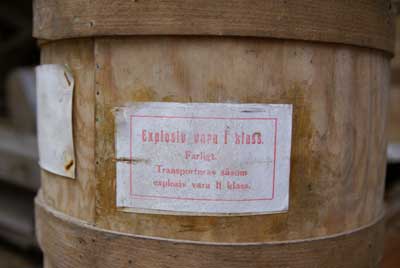 Explosiv vara I klass.
Farligt.
Transporteras såsom
explosiv vara II klass.